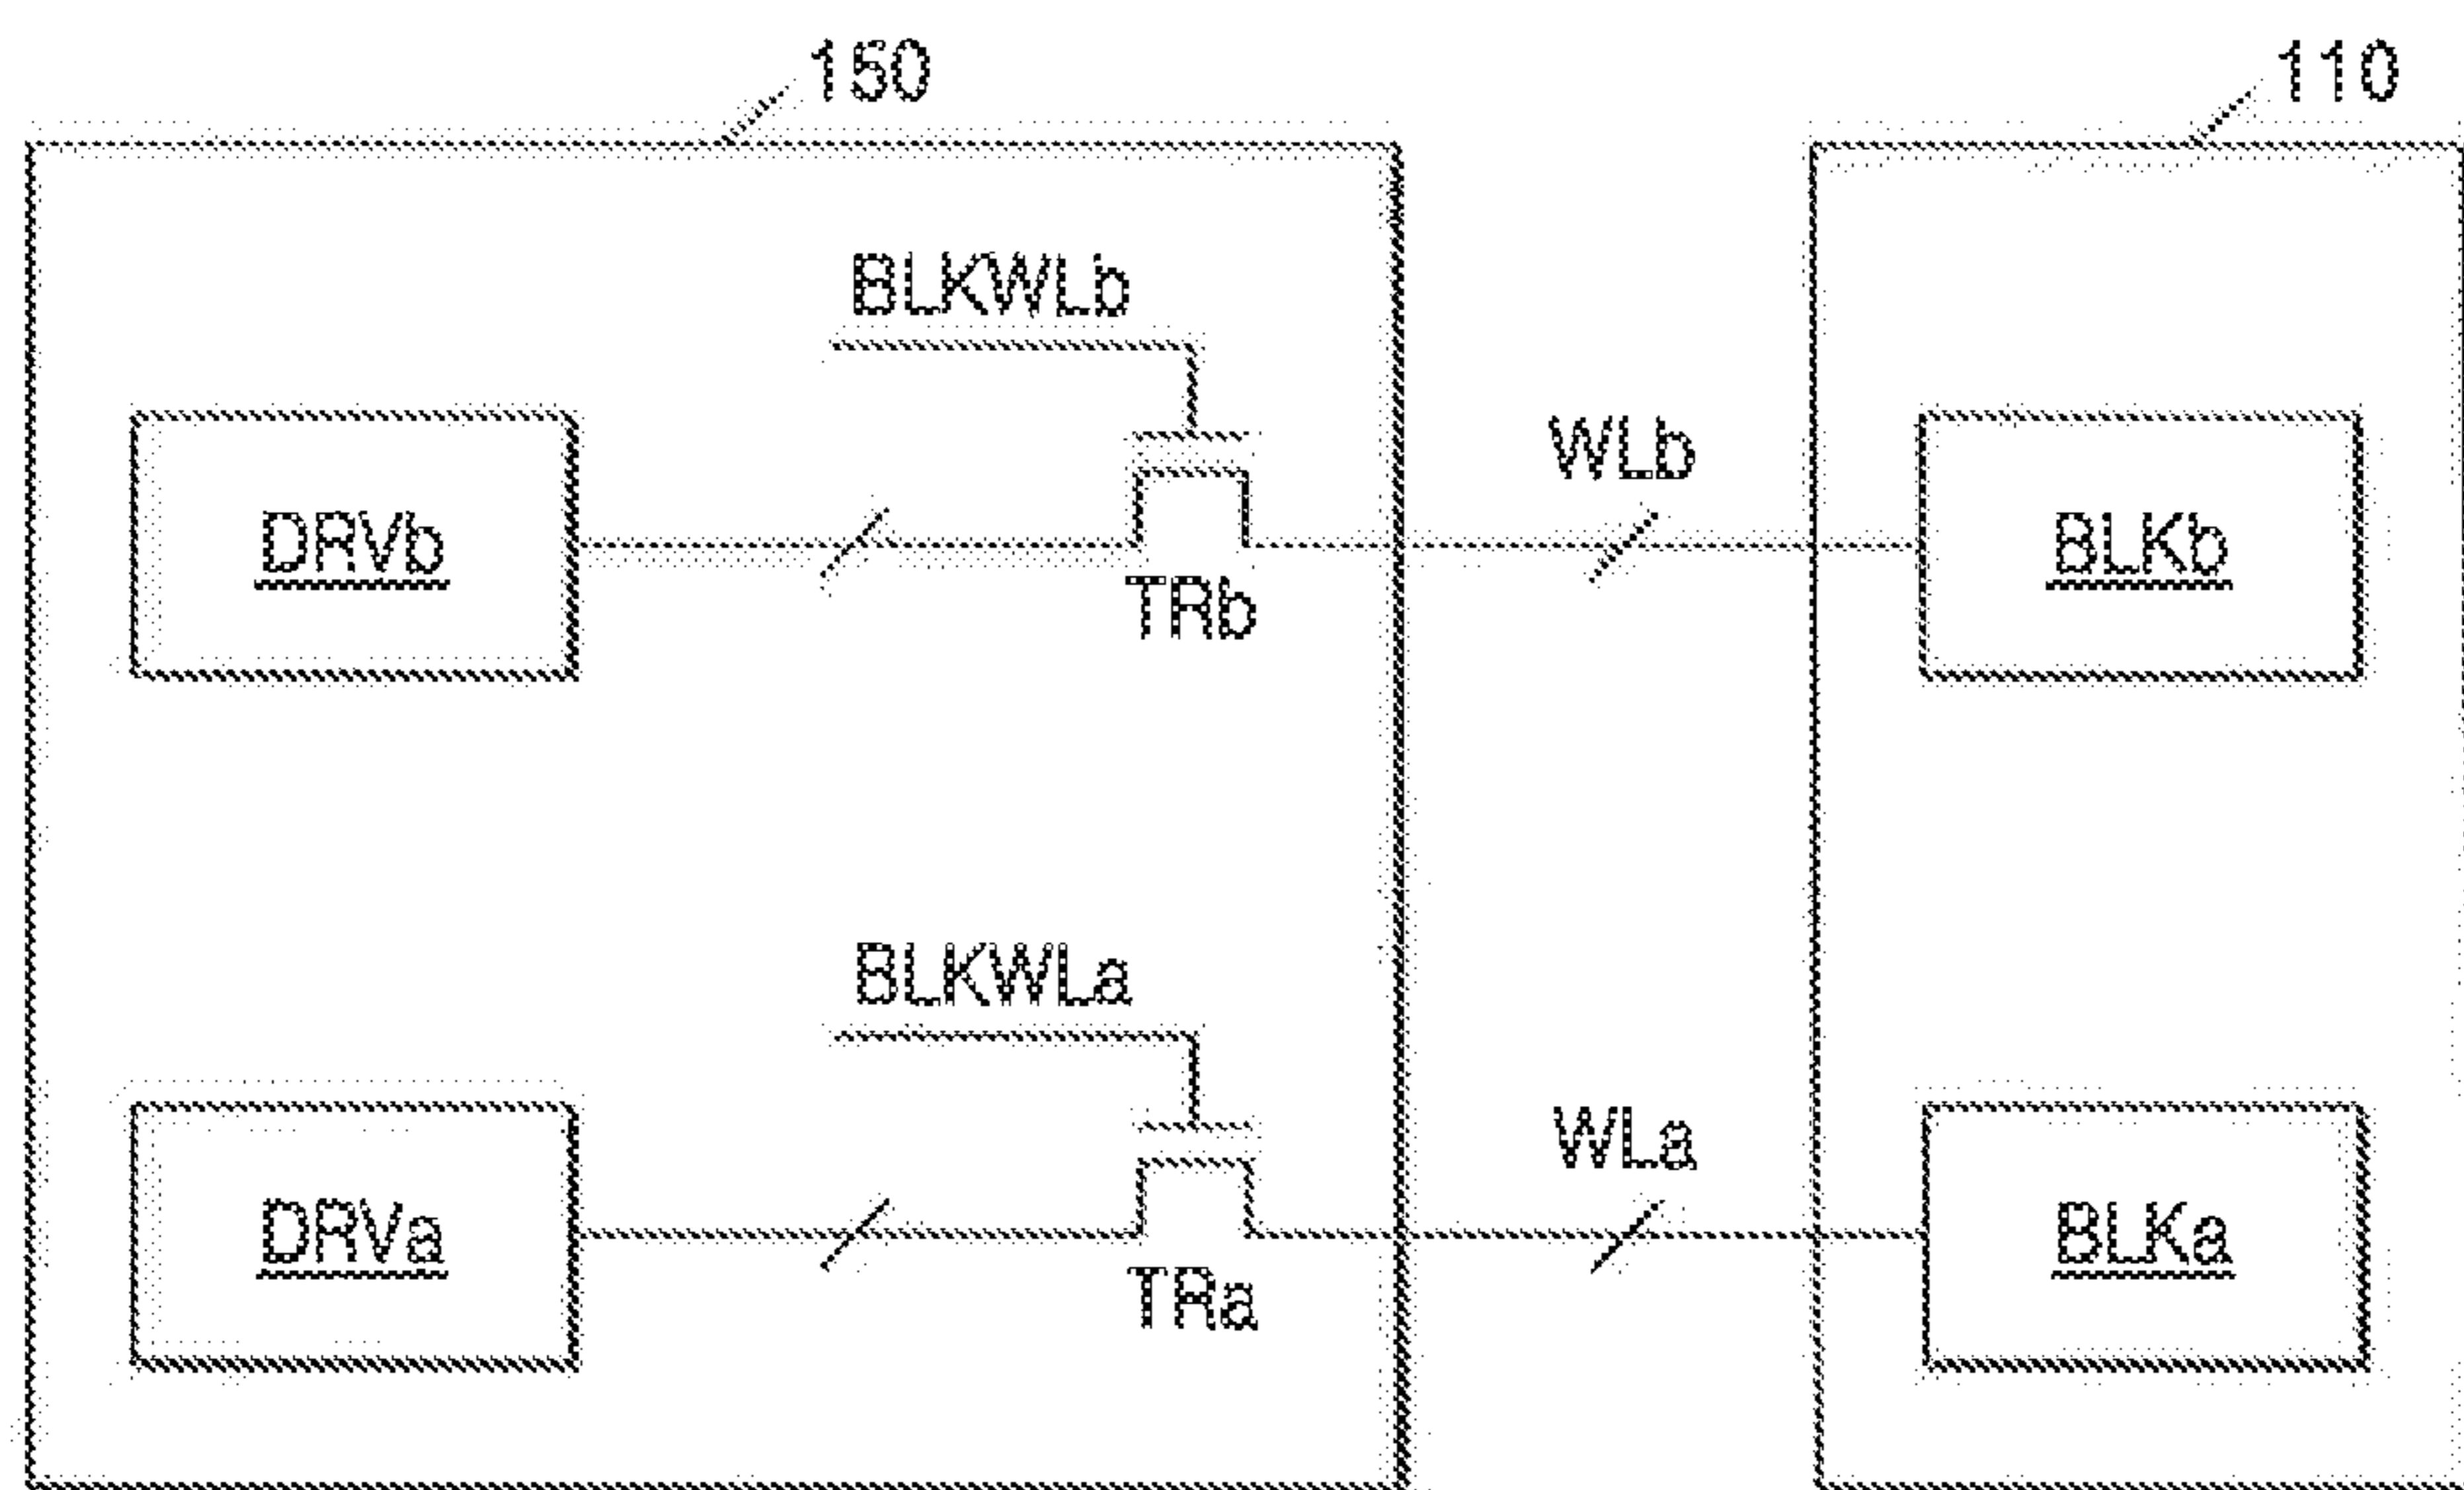 150 110
BLKWLb
WLb
DRVb BLKb
TRb
BLKWLa
WLa
DRVa BLKa
TRa